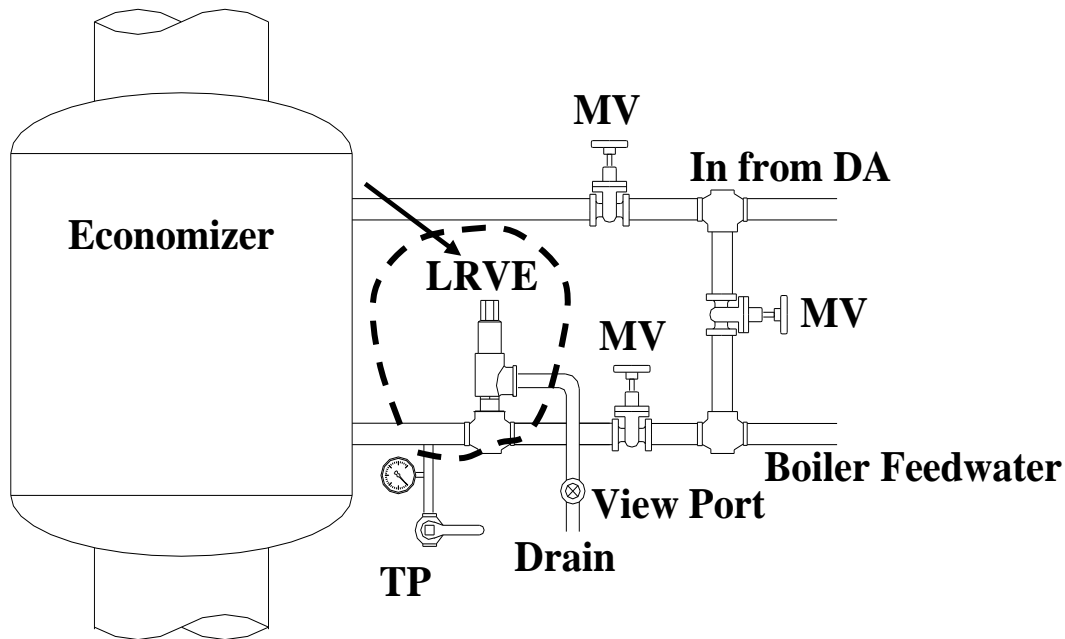 MV
In from DA
Economizer
LRVE
MV
MV
Boiler Feedwater
View Port
Drain
TP